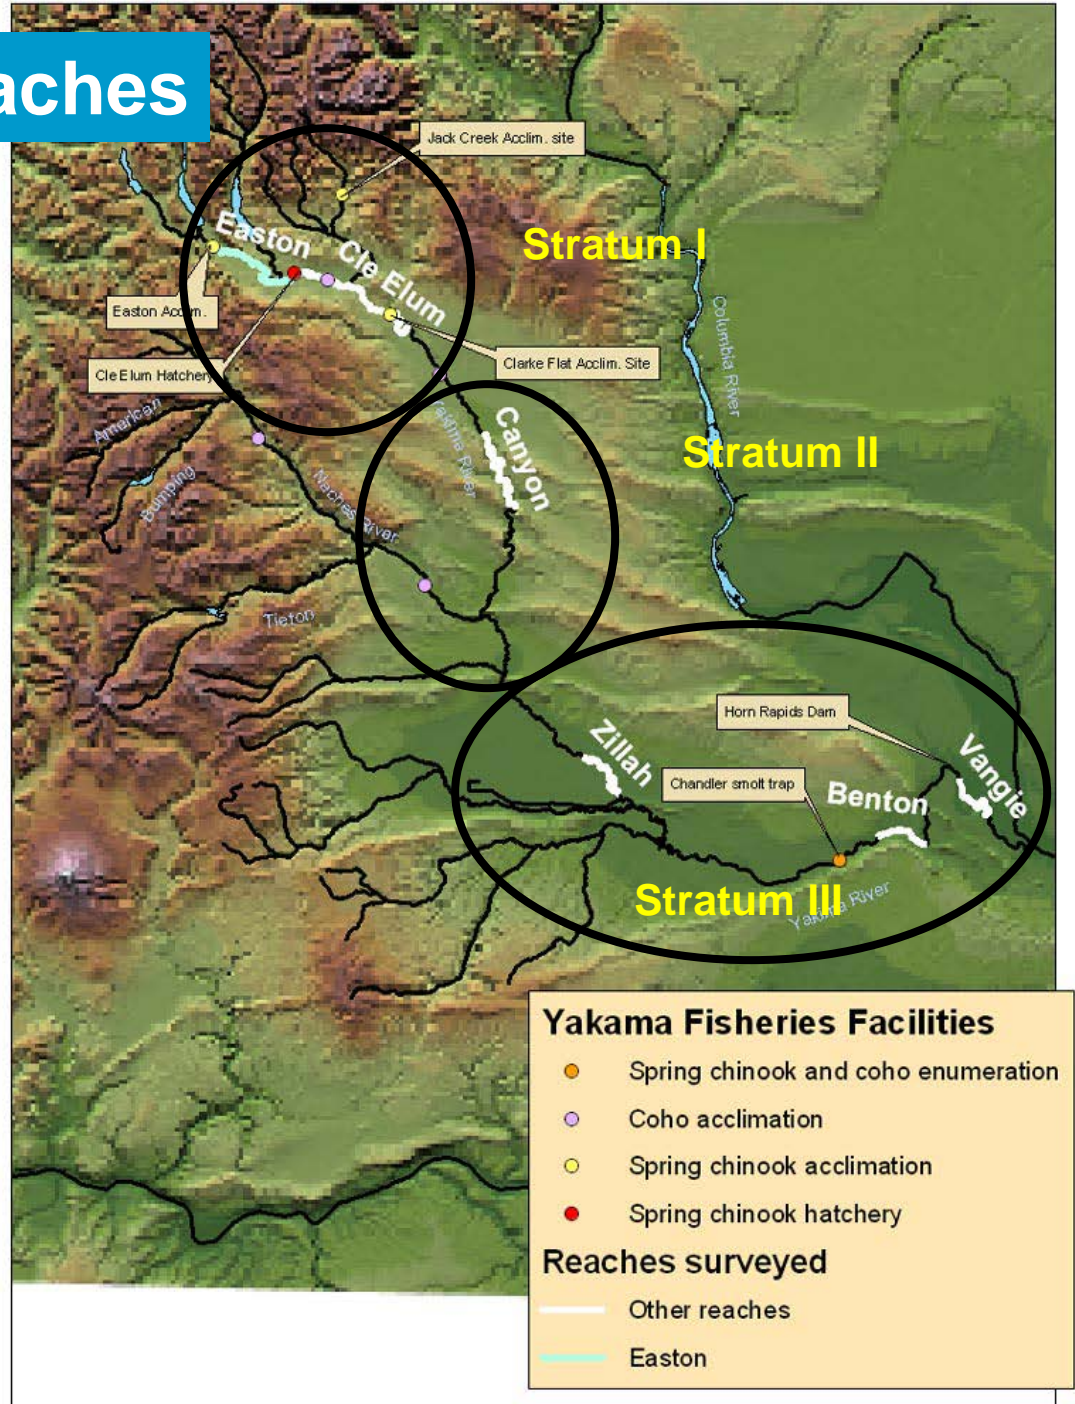 aches
Jack Creek Acclim. site
Stratum I
Easton
Cle Elum
Easton Acclm.
Columbia River
Clarke Flat Acclim. Site
Cle Elum Hatchery
American
Canyon
Yakima River
Stratum II
Bumping
Naches River
Tieton
Horn Rapids Dam
Zillah
Vangie
Chandler smolt trap
Benton
Stratum III
Yakima River
Yakama Fisheries Facilities
Spring chinook and coho enumeration
Coho acclimation
Spring chinook acclimation
Spring chinook hatchery
Reaches surveyed
Other reaches
Easton